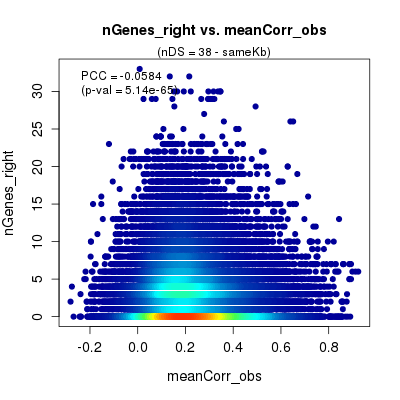 nGenes_right vs. meanCorr_obs
(nDS = 38 - sameKb)
PCC = -0.0584
(p-val = 5.14e-65)
nGenes_right
30
25
20
15
10
5
0
-0.2 0.0 0.2 0.4 0.6 0.8
meanCorr_obs